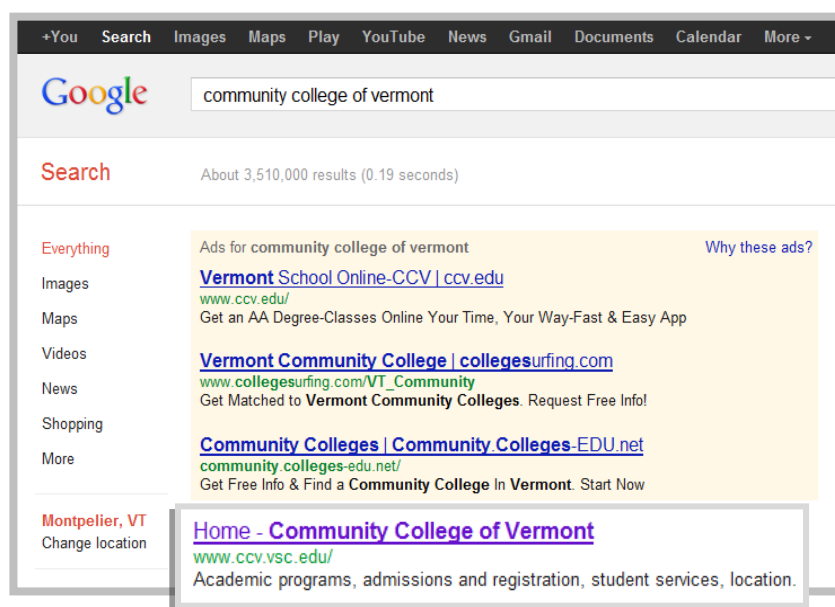 +You Search Images Maps Play YouTube News Gmail Documents Calendar More
Google
community college of vermont
Search
About 3,510,000 results (0.19 seconds)
Everything
Images
Maps
Videos
News
Shopping
More
Montpelier, VT
Change location
Ads for community college of vermont
Why these ads?
Vermont School Online-CCV | ccv.edu
www.ccv.edu/
Get an AA Degree-Classes Online Your Time, Your Way-Fast & Easy App
Vermont Community College | collegesurfing.com
www.collegesurfing.com/VT_Community
Get Matched to Vermont Community Colleges. Request Free Info!
Community Colleges | Community.Colleges-EDU.net
community.colleges-edu.net/
Get Free Info & Find a Community College In Vermont. Start Now
Home - Community College of Vermont
www.ccv.vsc.edu/
Academic programs, admissions and registration, student services, location.